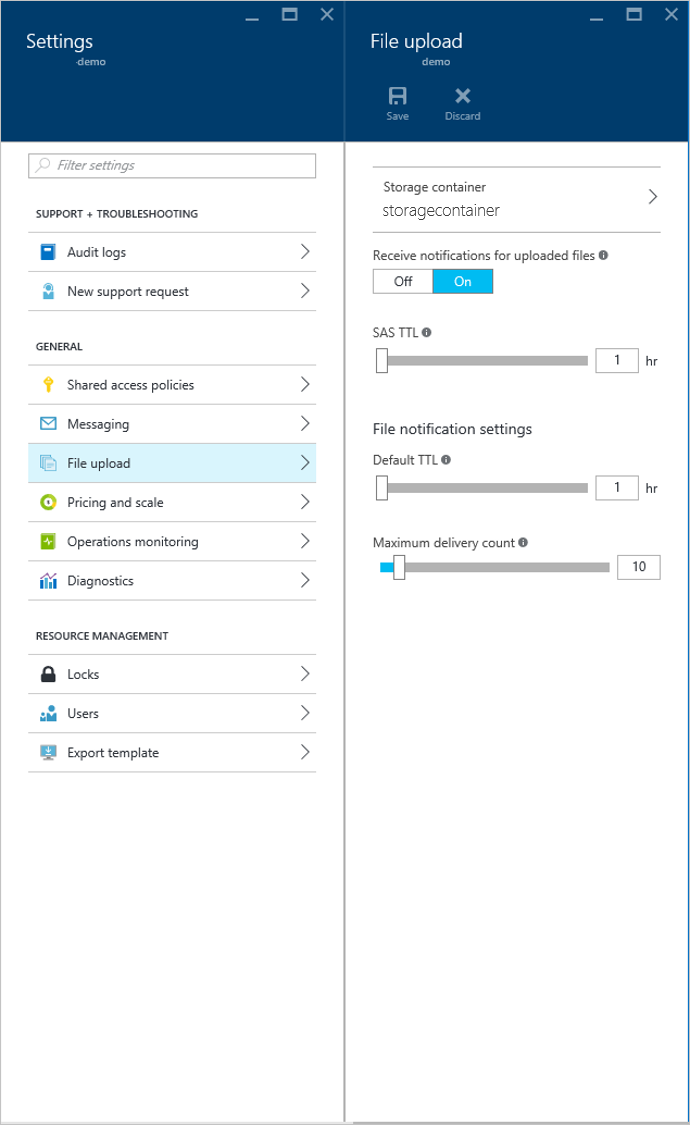 Settings
demo
Filter settings
SUPPORT + TROUBLESHOOTING
Audit logs
New support request
GENERAL
Shared access policies
Messaging
File upload
Pricing and scale
Operations monitoring
Diagnostics
RESOURCE MANAGEMENT
Locks
Users
Export template
File upload
demo
Save Discard
Storage container
storagecontainer
Receive notifications for uploaded files
Off On
SAS TTL
1 hr
File notification settings
Default TTL
1 hr
Maximum delivery count
10